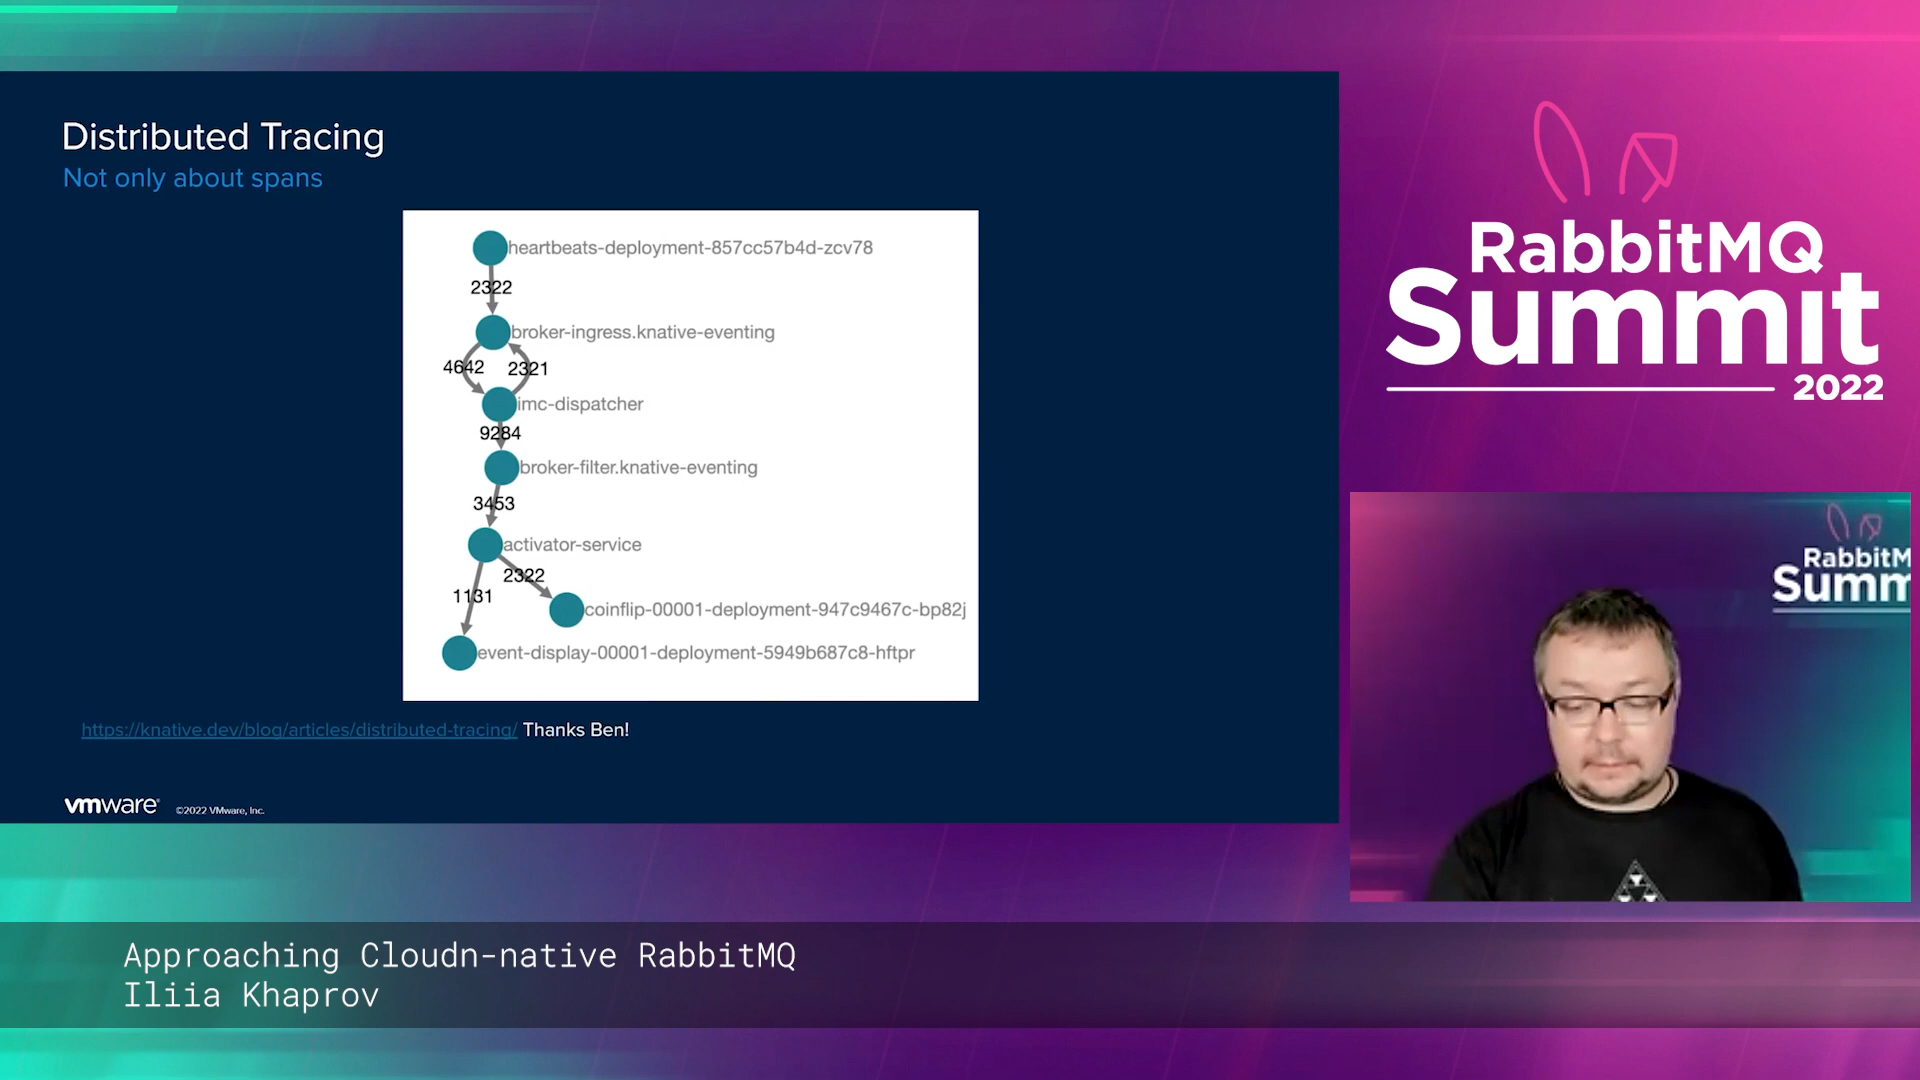 Distributed Tracing
Not only about spans
heartbeats-deployment-857cc57b4d-zcv78
2322
broker-ingress.knative-eventing
4642 2321
imc-dispatcher
9284
broker-filter.knative-eventing
3453
activator-service
2322
1131
coinflip-00001-deployment-947c9467c-bp82j
event-display-00001-deployment-5949b687c8-hftpr
https://knative.dev/blog/articles/distributed-tracing/ Thanks Ben!
vmware ©2022 VMware, Inc.
RabbitMQ
Summit
2022
RabbitM
Summ
Approaching Cloudn-native RabbitMQ
Iliia Khaprov